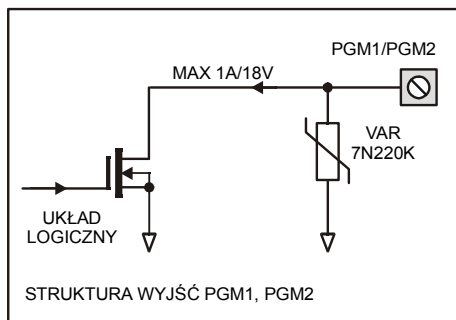 PGM1/PGM2
MAX 1A/18V
VAR
7N220K
UKŁAD
LOGICZNY
STRUKTURA WYJŚĆ PGM1, PGM2